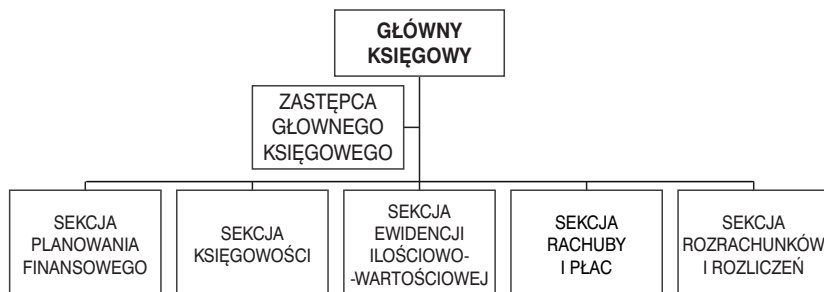 GŁÓWNY
KSIĘGOWY
ZASTĘPCA
GŁOWNEGO
KSIĘGOWEGO
SEKCJA
PLANOWANIA
FINANSOWEGO
SEKCJA
KSIĘGOWOŚCI
SEKCJA
EWIDENCJI
ILOŚCIOWO-
-WARTOŚCIOWEJ
SEKCJA
RACHUBY
I PŁAC
SEKCJA
ROZRACHUNKÓW
I ROZLICZEŃ